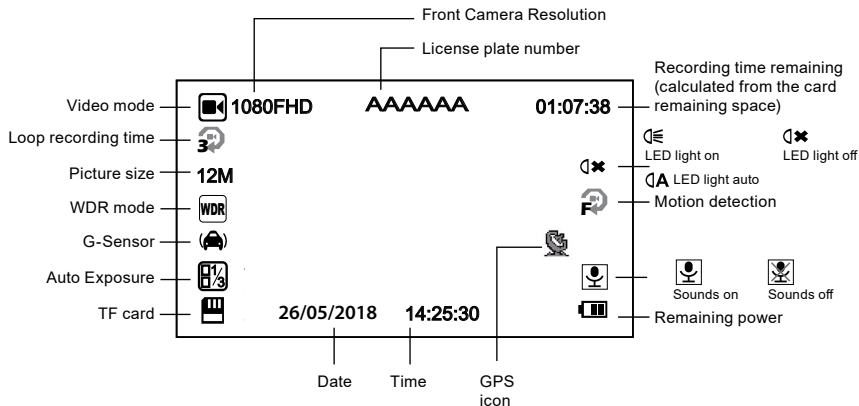 Front Camera Resolution
License plate number
Recording time remaining
(calculated from the card
remaining space)
Video mode
1080FHD
AAAAAA
01:07:38
Loop recording time
3
LED light on
LED light off
Picture size
12M
A LED light auto
WDR mode
WDR
F
Motion detection
G-Sensor
Auto Exposure
1/3
Sounds on
Sounds off
TF card
26/05/2018
14:25:30
Remaining power
Date
Time
GPS
icon